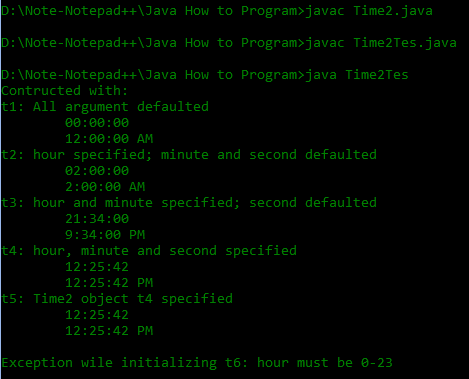 D:\Note-Notepad++\Java How to Program>javac Time2.java
D:\Note-Notepad++\Java How to Program>javac Time2Tes.java
D:\Note-Notepad++\Java How to Program>java Time2Tes
Contructed with:
t1: All argument defaulted
00:00:00
12:00:00 AM
t2: hour specified; minute and second defaulted
02:00:00
2:00:00 AM
t3: hour and minute specified; second defaulted
21:34:00
9:34:00 PM
t4: hour, minute and second specified
12:25:42
12:25:42 PM
t5: Time2 object t4 specified
12:25:42
12:25:42 PM
Exception wile initializing t6: hour must be 0-23